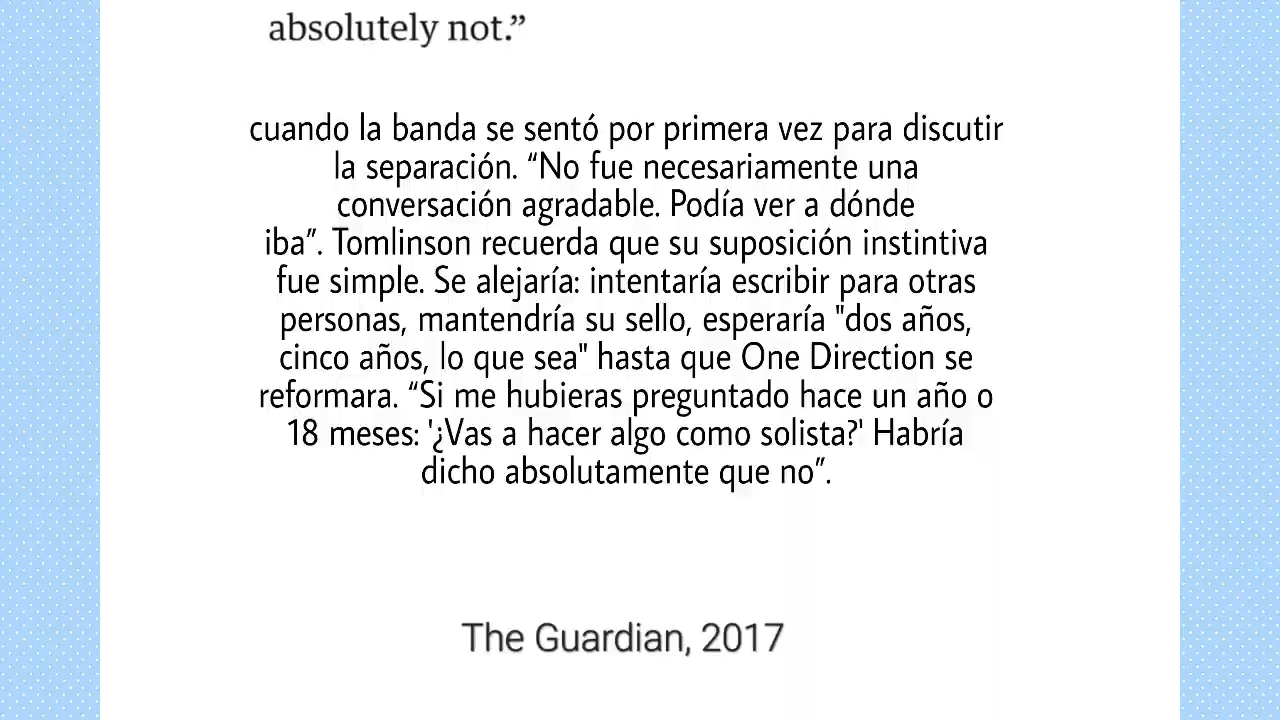 absolutely not.”
cuando la banda se sentó por primera vez para discutir
la separación. “No fue necesariamente una
conversación agradable. Podía ver a dónde
iba”. Tomlinson recuerda que su suposición instintiva
fue simple. Se alejaría: intentaría escribir para otras
personas, mantendría su sello, esperaría "dos años,
cinco años, lo que sea" hasta que One Direction se
reformara. “Si me hubieras preguntado hace un año o
18 meses: '¿Vas a hacer algo como solista?' Habría
dicho absolutamente que no”.
The Guardian, 2017